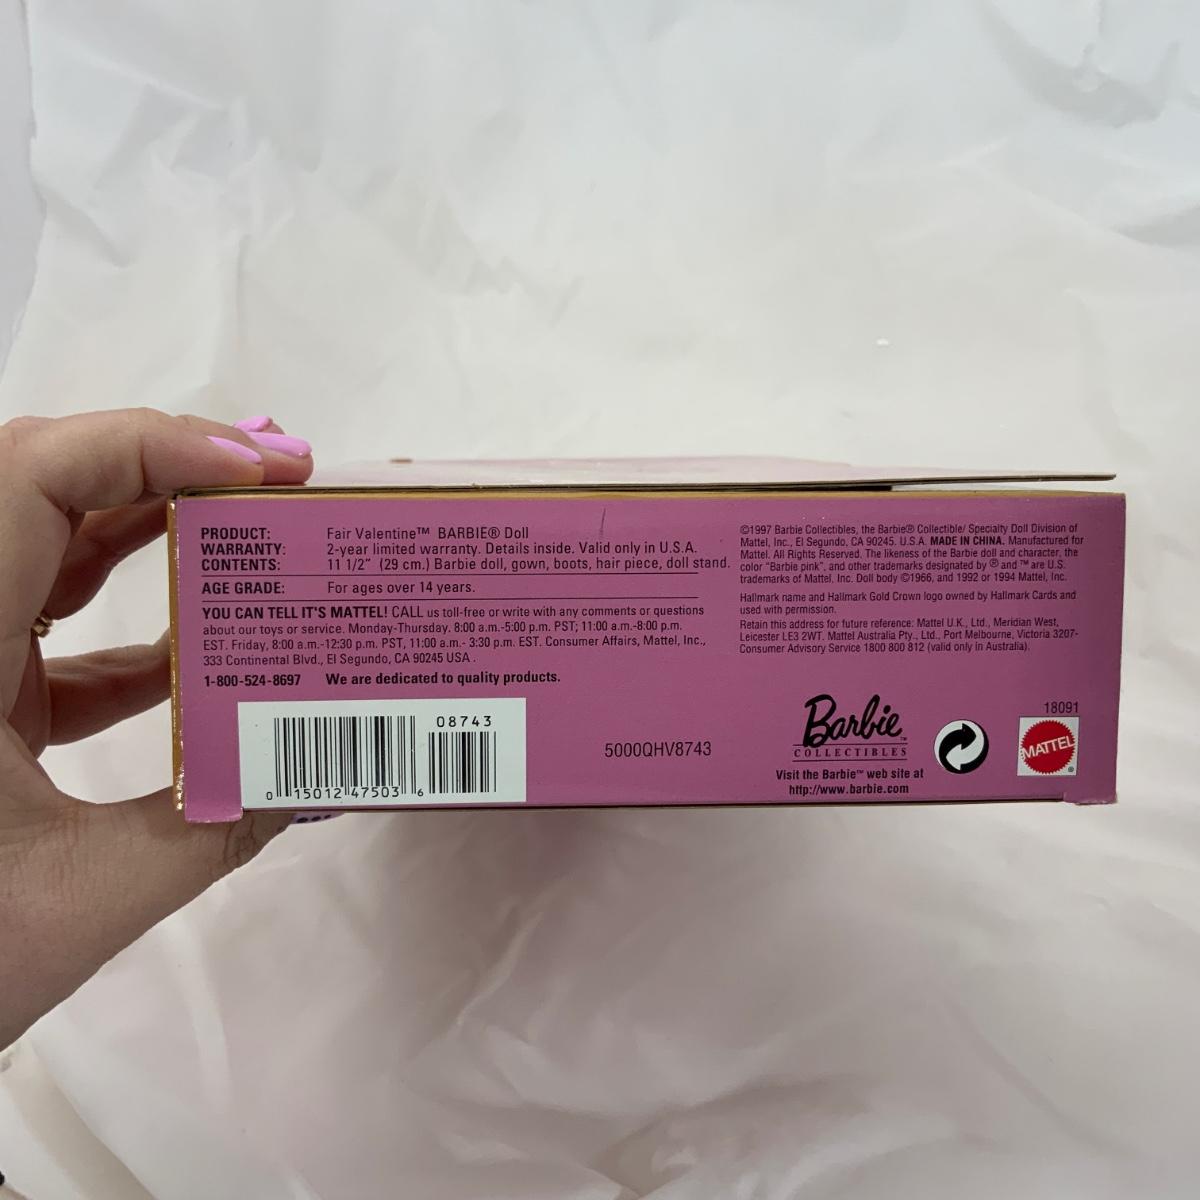 PRODUCT: Fair Valentine™ BARBIE® Doll
WARRANTY: 2-year limited warranty. Details inside. Valid only in U.S.A.
CONTENTS: 11 1/2" (29 cm.) Barbie doll, gown, boots, hair piece, doll stand.
AGE GRADE: For ages over 14 years.
YOU CAN TELL IT'S MATTEL! CALL us toll-free or write with any comments or questions
about our toys or service. Monday-Thursday. 8:00 a.m.-5:00 p.m. PST; 11:00 a.m.-8:00 p.m.
EST. Friday, 8:00 a.m.-12:30 p.m. PST, 11:00 a.m.- 3:30 p.m. EST. Consumer Affairs, Mattel, Inc.,
333 Continental Blvd., El Segundo, CA 90245 USA .
1-800-524-8697 We are dedicated to quality products.
08743
0 15012 47503 6
5000QHV8743
©1997 Barbie Collectibles, the Barbie® Collectible/ Specialty Doll Division of
Mattel, Inc., El Segundo, CA 90245. U.S.A. MADE IN CHINA. Manufactured for
Mattel. All Rights Reserved. The likeness of the Barbie doll and character, the
color "Barbie pink", and other trademarks designated by ® and ™ are U.S.
trademarks of Mattel, Inc. Doll body ©1966, and 1992 or 1994 Mattel, Inc.
Hallmark name and Hallmark Gold Crown logo owned by Hallmark Cards and
used with permission.
Retain this address for future reference: Mattel U.K., Ltd., Meridian West,
Leicester LE3 2WT. Mattel Australia Pty., Ltd., Port Melbourne, Victoria 3207-
Consumer Advisory Service 1800 800 812 (valid only in Australia).
Barbie™
COLLECTIBLES
Visit the Barbie™ web site at
http://www.barbie.com
18091
MATTEL®